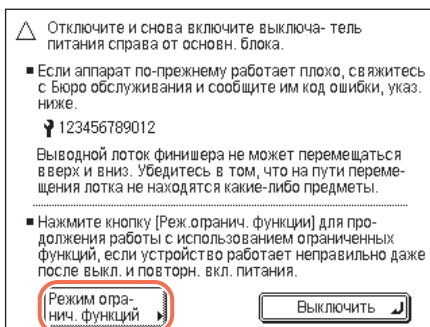 Отключите и снова включите выключа- тель
питания справа от основн. блока.
Если аппарат по-прежнему работает плохо, свяжитесь
с Бюро обслуживания и сообщите им код ошибки, указ.
ниже.
123456789012
Выводной лоток финишера не может перемещаться
вверх и вниз. Убедитесь в том, что на пути переме-
щения лотка не находятся какие-либо предметы.
Нажмите кнопку [Реж.огранич. функции] для про-
должения работы с использованием ограниченных
функций, если устройство работает неправильно даже
после выкл. и повторн. вкл. питания.
Режим огра-
нич. функций
Выключить